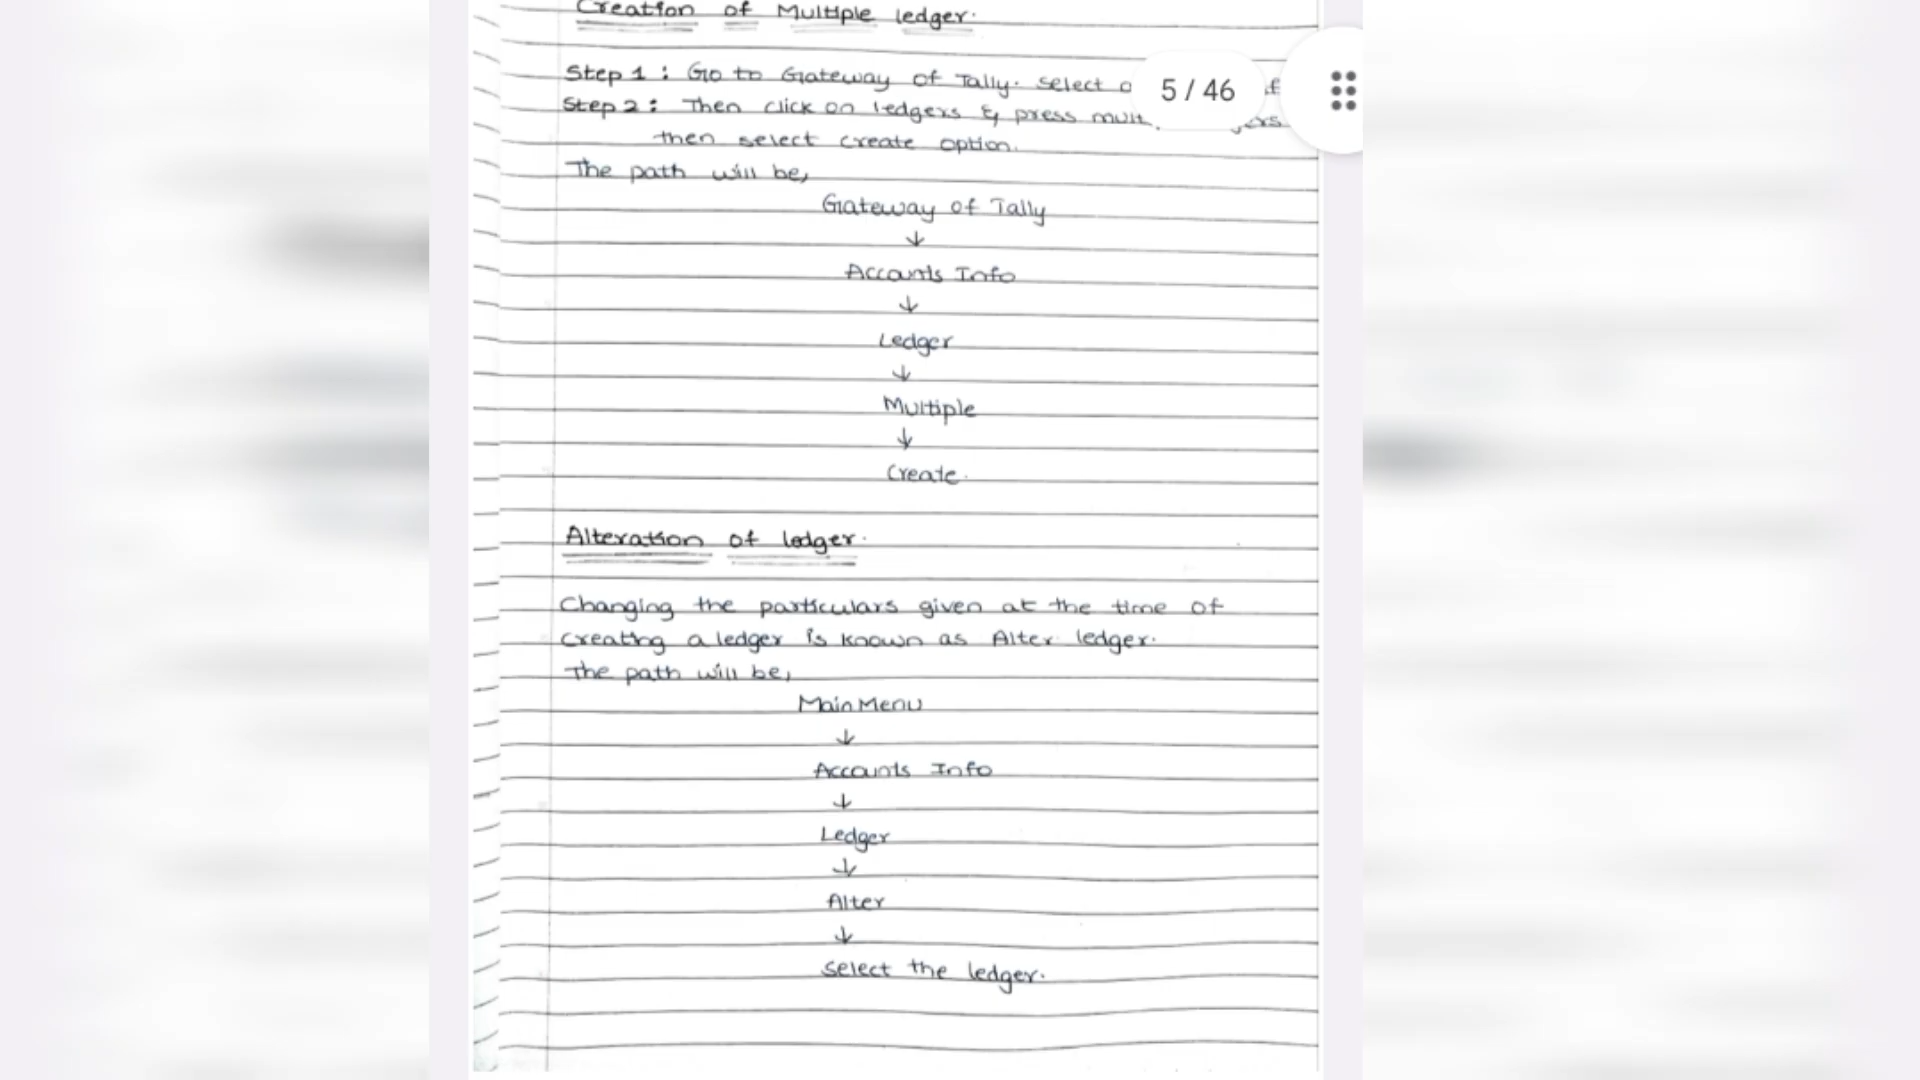 Creation of Multiple ledger.
Step 1 : Go to Gateway of Tally. Select
5 / 46
Step 2 : Then click on ledgers & press
then select create option.
The path will be,
Gateway of Tally
↓
Accounts Info
↓
Ledger
↓
Multiple
↓
Create.
Alteration of ledger.
Changing the particulars given at the time of
creating a ledger is known as Alter ledger.
The path will be,
Main Menu
↓
Accounts Info
↓
Ledger
↓
Alter
↓
Select the ledger.